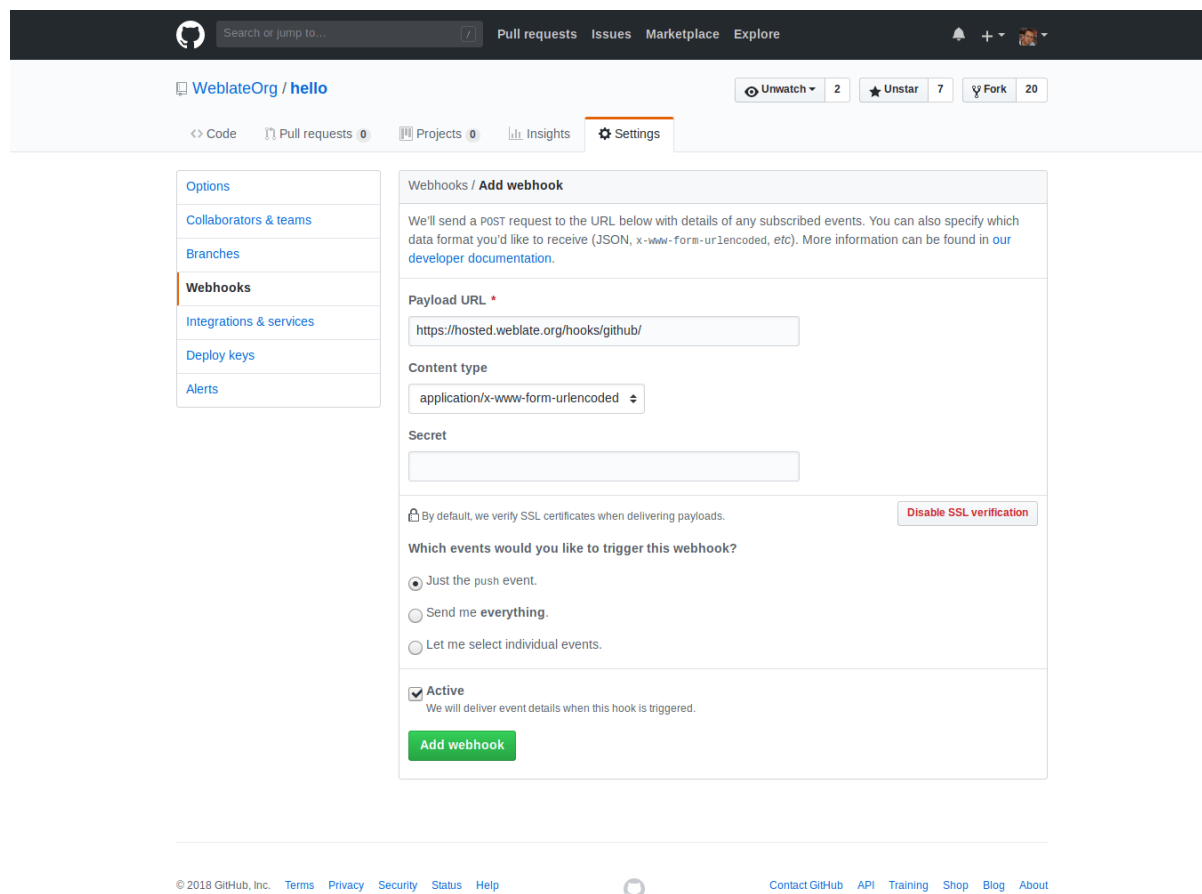 Search or jump to… / Pull requests Issues Marketplace Explore
WeblateOrg / hello Unwatch 2 Unstar 7 Fork 20
Code Pull requests 0 Projects 0 Insights Settings
Options
Collaborators & teams
Branches
Webhooks
Integrations & services
Deploy keys
Alerts
Webhooks / Add webhook
We’ll send a POST request to the URL below with details of any subscribed events. You can also specify which
data format you’d like to receive (JSON, x-www-form-urlencoded, etc). More information can be found in our
developer documentation.
Payload URL *
https://hosted.weblate.org/hooks/github/
Content type
application/x-www-form-urlencoded
Secret
By default, we verify SSL certificates when delivering payloads. Disable SSL verification
Which events would you like to trigger this webhook?
Just the push event.
Send me everything.
Let me select individual events.
Active
We will deliver event details when this hook is triggered.
Add webhook
© 2018 GitHub, Inc. Terms Privacy Security Status Help Contact GitHub API Training Shop Blog About